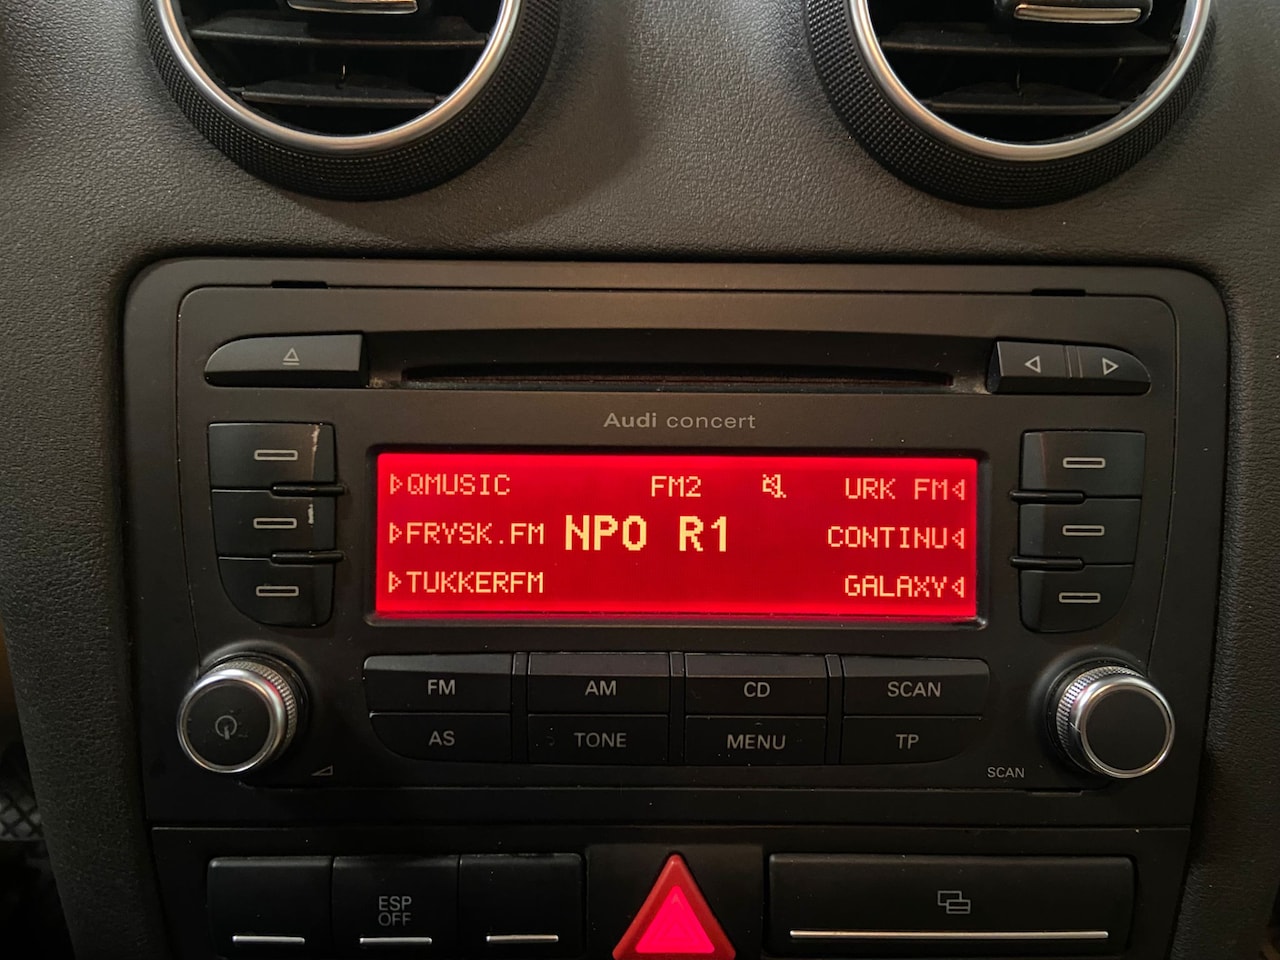 Audi concert
QMUSIC FM2 URK FM
FRYSK.FM NPO R1 CONTINU
TUKKERFM GALAXY
FM AM CD SCAN
AS TONE MENU TP
SCAN
ESP
OFF